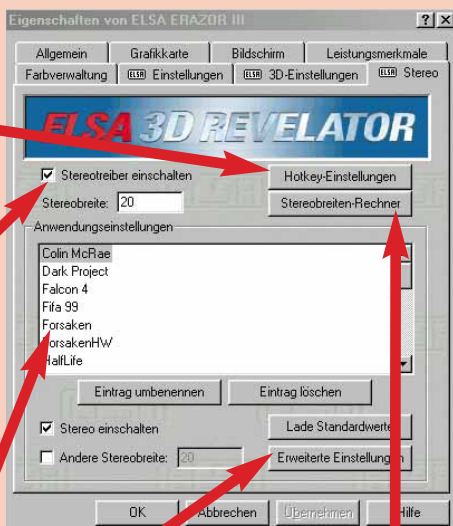 Eigenschaften von ELSA ERAZOR III
Allgemein Grafikkarte Bildschirm Leistungsmerkmale
Farbverwaltung ELSA Einstellungen ELSA 3D-Einstellungen ELSA Stereo
ELSA 3D REVELATOR
Stereotreiber einschalten
Hotkey-Einstellungen
Stereobreite: 20
Stereobreiten-Rechner
Anwendungseinstellungen
Colin McRae
Dark Project
Falcon 4
Fifa 99
Forsaken
ForsakenHW
HalfLife
Eintrag umbenennen Eintrag löschen
Stereo einschalten
Lade Standardwerte
Andere Stereobreite: 20
Erweiterte Einstellungen
OK Abbrechen Übernehmen Hilfe